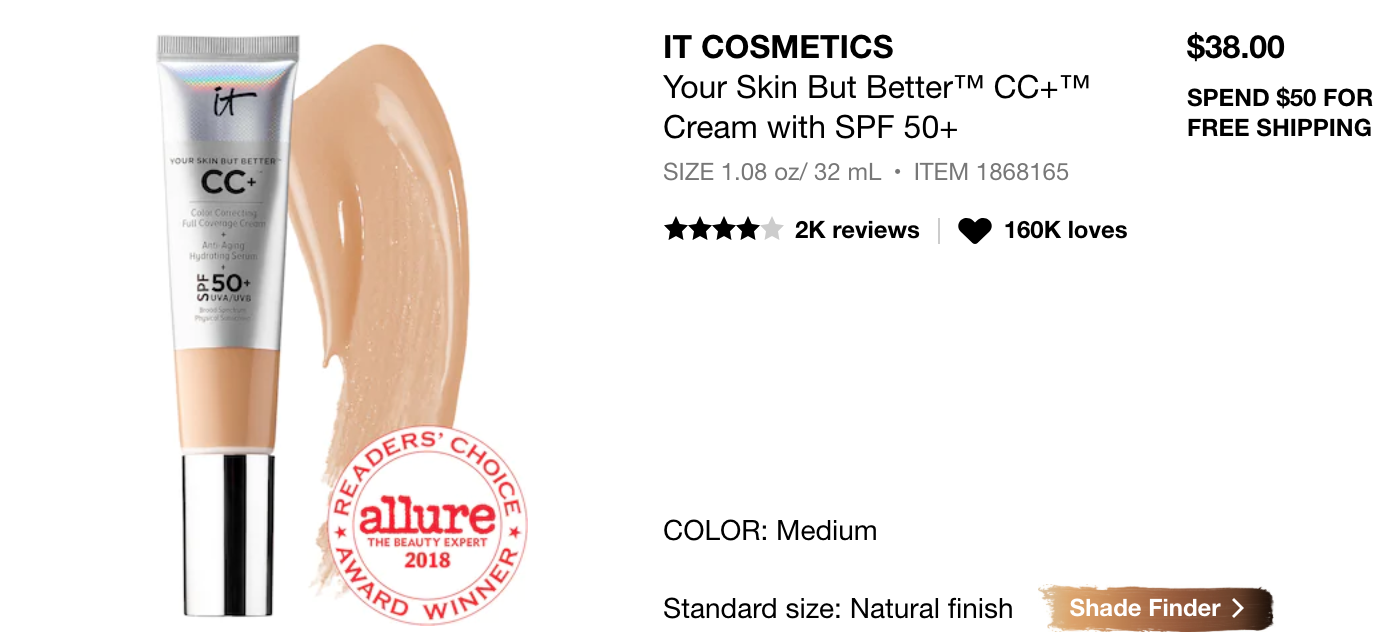 it
YOUR SKIN BUT BETTER™
CC+
Color Correcting
Full Coverage Cream
+
Anti-Aging
Hydrating Serum
+
SPF 50+
UVA/UVB
Broad Spectrum
Physical Sunscreen
READERS' CHOICE
allure
THE BEAUTY EXPERT
2018
AWARD WINNER
IT COSMETICS
Your Skin But Better™ CC+™
Cream with SPF 50+
SIZE 1.08 oz/ 32 mL • ITEM 1868165
2K reviews
160K loves
$38.00
SPEND $50 FOR
FREE SHIPPING
COLOR: Medium
Standard size: Natural finish
Shade Finder >